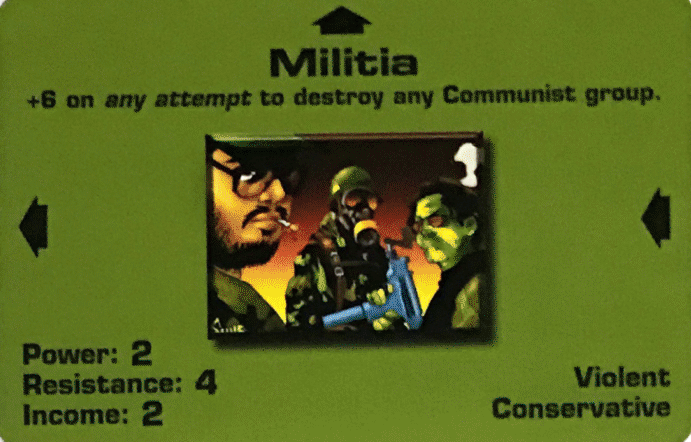 Militia
+6 on any attempt to destroy any Communist group.
Power: 2
Resistance: 4
Income: 2
Violent
Conservative